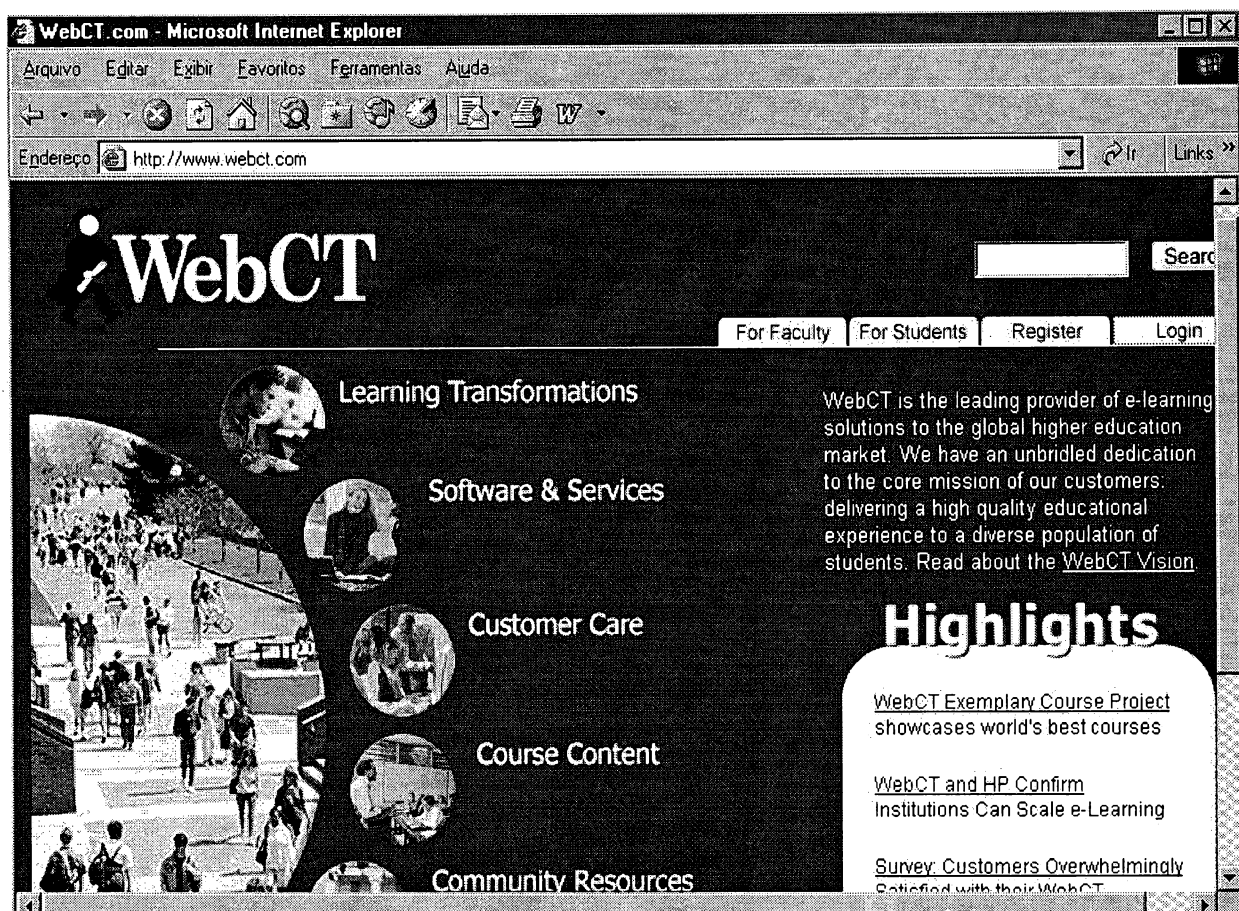 WebCT.com - Microsoft Internet Explorer
Arquivo Editar Exibir Favoritos Ferramentas Ajuda
Endereço http://www.webct.com Ir Links »
WebCT
For Faculty For Students Register Login
Learning Transformations
Software & Services
Customer Care
Course Content
Community Resources
WebCT is the leading provider of e-learning
solutions to the global higher education
market. We have an unbridled dedication
to the core mission of our customers:
delivering a high quality educational
experience to a diverse population of
students. Read about the WebCT Vision.
Highlights
WebCT Exemplary Course Project
showcases world's best courses
WebCT and HP Confirm
Institutions Can Scale e-Learning
Survey: Customers Overwhelmingly
Satisfied with their WebCT